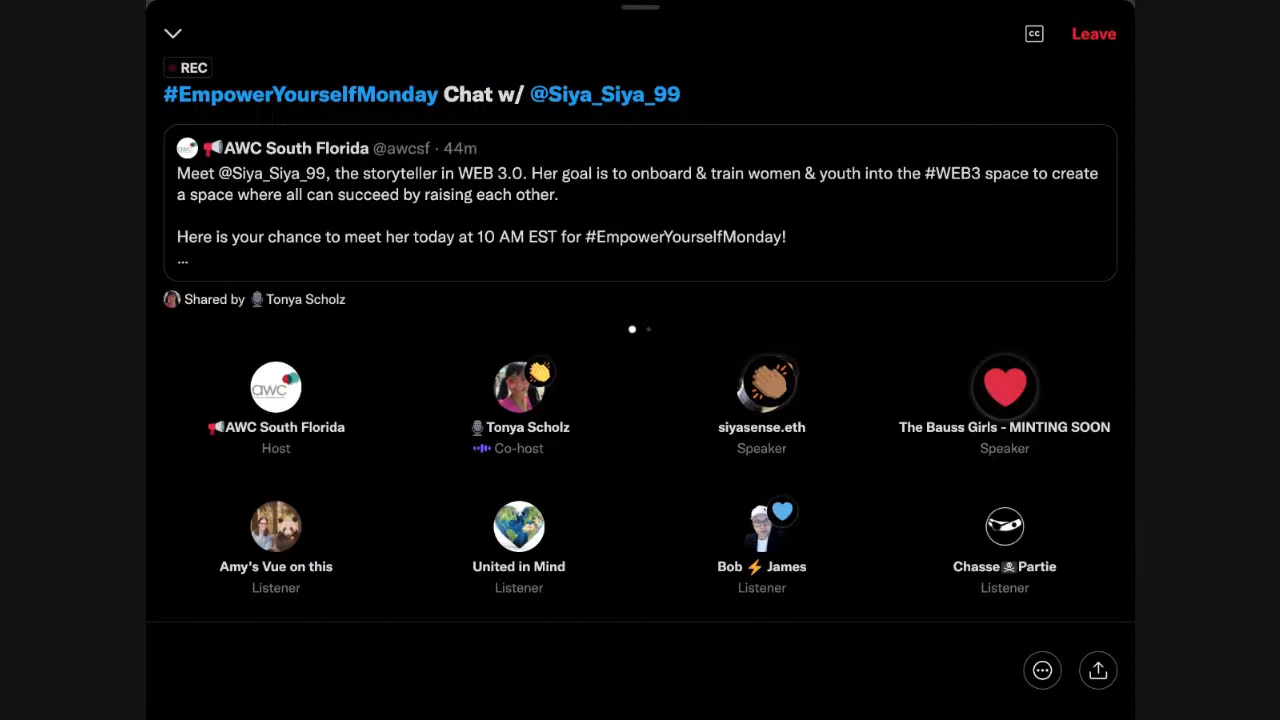 CC
Leave
REC
#EmpowerYourselfMonday Chat w/ @Siya_Siya_99
AWC South Florida @awcsf · 44m
Meet @Siya_Siya_99, the storyteller in WEB 3.0. Her goal is to onboard & train women & youth into the #WEB3 space to create
a space where all can succeed by raising each other.
Here is your chance to meet her today at 10 AM EST for #EmpowerYourselfMonday!
...
Shared by 🎙️Tonya Scholz
awc
📢AWC South Florida
Host
🎙️Tonya Scholz
Co-host
siyasense.eth
Speaker
The Bauss Girls - MINTING SOON
Speaker
Amy's Vue on this
Listener
United in Mind
Listener
Bob ⚡ James
Listener
Chasse☠Partie
Listener